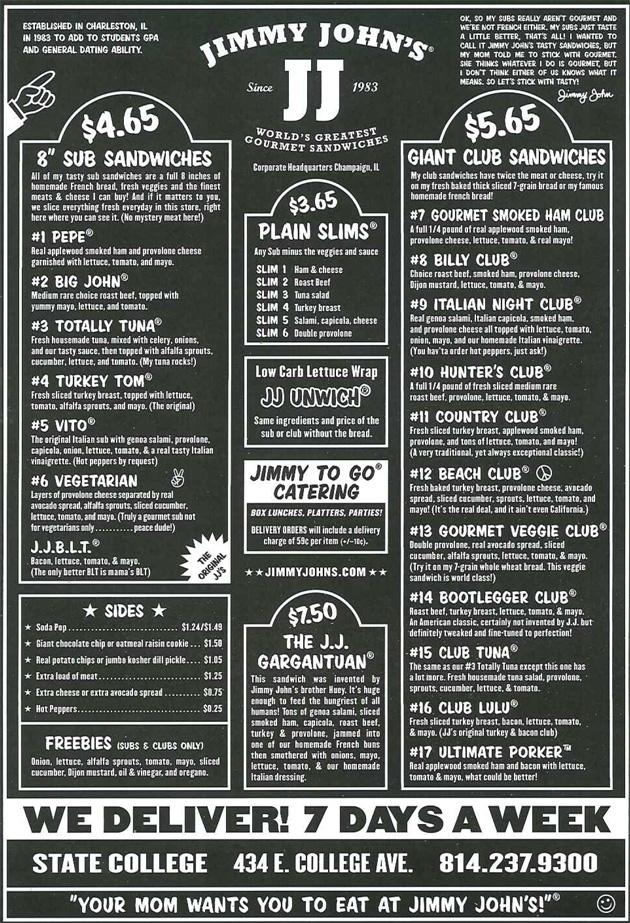 ESTABLISHED IN CHARLESTON, IL
IN 1983 TO ADD TO STUDENTS GPA
AND GENERAL DATING ABILITY.
JIMMY JOHN'S®
Since JJ 1983
WORLD'S GREATEST
GOURMET SANDWICHES
Corporate Headquarters Champaign, IL
OK, SO MY SUBS REALLY AREN'T GOURMET AND
WE'RE NOT FRENCH EITHER. MY SUBS JUST TASTE
A LITTLE BETTER, THAT'S ALL! I WANTED TO
CALL IT JIMMY JOHN'S TASTY SANDWICHES, BUT
MY MOM TOLD ME TO STICK WITH GOURMET.
SHE THINKS WHATEVER I DO IS GOURMET, BUT
I DON'T THINK EITHER OF US KNOWS WHAT IT
MEANS. SO LET'S STICK WITH TASTY!
Jimmy John
$4.65
8" SUB SANDWICHES
All of my tasty sub sandwiches are a full 8 inches of
homemade French bread, fresh veggies and the finest
meats & cheese I can buy! And if it matters to you,
we slice everything fresh everyday in this store, right
here where you can see it. (No mystery meat here!)
#1 PEPE®
Real applewood smoked ham and provolone cheese
garnished with lettuce, tomato, and mayo.
#2 BIG JOHN®
Medium rare choice roast beef, topped with
yummy mayo, lettuce, and tomato.
#3 TOTALLY TUNA®
Fresh housemade tuna, mixed with celery, onions,
and our tasty sauce, then topped with alfalfa sprouts,
cucumber, lettuce, and tomato. (My tuna rocks!)
#4 TURKEY TOM®
Fresh sliced turkey breast, topped with lettuce,
tomato, alfalfa sprouts, and mayo. (The original)
#5 VITO®
The original Italian sub with genoa salami, provolone,
capicola, onion, lettuce, tomato, & a real tasty Italian
vinaigrette. (Hot peppers by request)
#6 VEGETARIAN
Layers of provolone cheese separated by real
avocado spread, alfalfa sprouts, sliced cucumber,
lettuce, tomato, and mayo. (Truly a gourmet sub not
for vegetarians only...........peace dude!)
J.J.B.L.T.®
Bacon, lettuce, tomato, & mayo.
(The only better BLT is mama's BLT)
THE
ORIGINAL
JJ'S
★ SIDES ★
★ Soda Pop.......................... $1.24/$1.49
★ Giant chocolate chip or oatmeal raisin cookie... $1.50
★ Real potato chips or jumbo kosher dill pickle.... $1.05
★ Extra load of meat.......................... $1.25
★ Extra cheese or extra avocado spread........... $0.75
★ Hot Peppers............................. $0.25
FREEBIES (SUBS & CLUBS ONLY)
Onion, lettuce, alfalfa sprouts, tomato, mayo, sliced
cucumber, Dijon mustard, oil & vinegar, and oregano.
$3.65
PLAIN SLIMS®
Any Sub minus the veggies and sauce
SLIM 1 Ham & cheese
SLIM 2 Roast Beef
SLIM 3 Tuna salad
SLIM 4 Turkey breast
SLIM 5 Salami, capicola, cheese
SLIM 6 Double provolone
Low Carb Lettuce Wrap
JJ UNWICH®
Same ingredients and price of the
sub or club without the bread.
JIMMY TO GO®
CATERING
BOX LUNCHES, PLATTERS, PARTIES!
DELIVERY ORDERS will include a delivery
charge of 59c per item (+/–10c).
★★JIMMYJOHNS.COM★★
$7.50
THE J.J.
GARGANTUAN®
This sandwich was invented by
Jimmy John's brother Huey. It's huge
enough to feed the hungriest of all
humans! Tons of genoa salami, sliced
smoked ham, capicola, roast beef,
turkey & provolone, jammed into
one of our homemade French buns
then smothered with onions, mayo,
lettuce, tomato, & our homemade
Italian dressing.
$5.65
GIANT CLUB SANDWICHES
My club sandwiches have twice the meat or cheese, try it
on my fresh baked thick sliced 7-grain bread or my famous
homemade french bread!
#7 GOURMET SMOKED HAM CLUB
A full 1/4 pound of real applewood smoked ham,
provolone cheese, lettuce, tomato, & real mayo!
#8 BILLY CLUB®
Choice roast beef, smoked ham, provolone cheese,
Dijon mustard, lettuce, tomato, & mayo.
#9 ITALIAN NIGHT CLUB®
Real genoa salami, Italian capicola, smoked ham,
and provolone cheese all topped with lettuce, tomato,
onion, mayo, and our homemade Italian vinaigrette.
(You hav'ta order hot peppers, just ask!)
#10 HUNTER'S CLUB®
A full 1/4 pound of fresh sliced medium rare
roast beef, provolone, lettuce, tomato, & mayo.
#11 COUNTRY CLUB®
Fresh sliced turkey breast, applewood smoked ham,
provolone, and tons of lettuce, tomato, and mayo!
(A very traditional, yet always exceptional classic!)
#12 BEACH CLUB®
Fresh baked turkey breast, provolone cheese, avocado
spread, sliced cucumber, sprouts, lettuce, tomato, and
mayo! (It's the real deal, and it ain't even California.)
#13 GOURMET VEGGIE CLUB®
Double provolone, real avocado spread, sliced
cucumber, alfalfa sprouts, lettuce, tomato, & mayo.
(Try it on my 7-grain whole wheat bread. This veggie
sandwich is world class!)
#14 BOOTLEGGER CLUB®
Roast beef, turkey breast, lettuce, tomato, & mayo.
An American classic, certainly not invented by J.J. but
definitely tweaked and fine-tuned to perfection!
#15 CLUB TUNA®
The same as our #3 Totally Tuna except this one has
a lot more. Fresh housemade tuna salad, provolone,
sprouts, cucumber, lettuce, & tomato.
#16 CLUB LULU®
Fresh sliced turkey breast, bacon, lettuce, tomato,
& mayo. (JJ's original turkey & bacon club)
#17 ULTIMATE PORKER™
Real applewood smoked ham and bacon with lettuce,
tomato & mayo, what could be better!
WE DELIVER! 7 DAYS A WEEK
STATE COLLEGE 434 E. COLLEGE AVE. 814.237.9300
"YOUR MOM WANTS YOU TO EAT AT JIMMY JOHN'S!"®